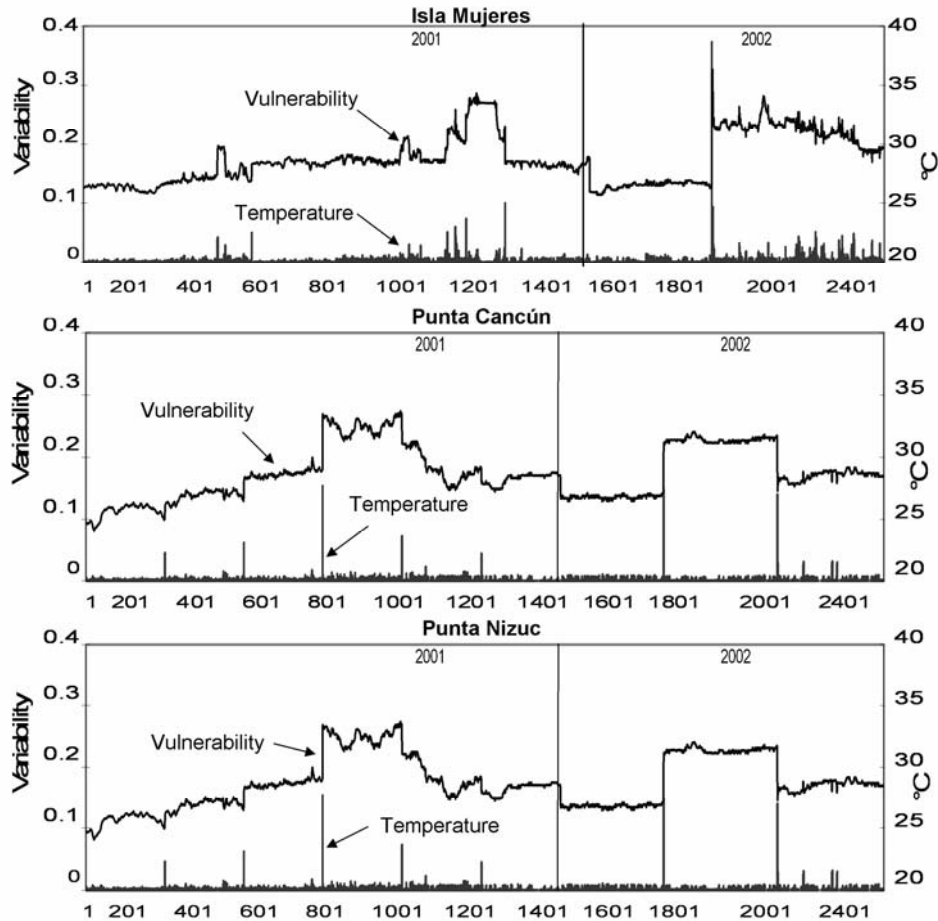 Isla Mujeres
0.4 2001 2002 40
0.3 Vulnerability 35
Variability 0.2 30 °C
0.1 Temperature 25
0 20
1 201 401 601 801 1001 1201 1401 1601 1801 2001 2401
Punta Cancún
0.4 2001 2002 40
0.3 Vulnerability 35
Variability 0.2 30 °C
0.1 Temperature 25
0 20
1 201 401 601 801 1001 1201 1401 1601 1801 2001 2401
Punta Nizuc
0.4 2001 2002 40
0.3 Vulnerability 35
Variability 0.2 30 °C
0.1 Temperature 25
0 20
1 201 401 601 801 1001 1201 1401 1601 1801 2001 2401